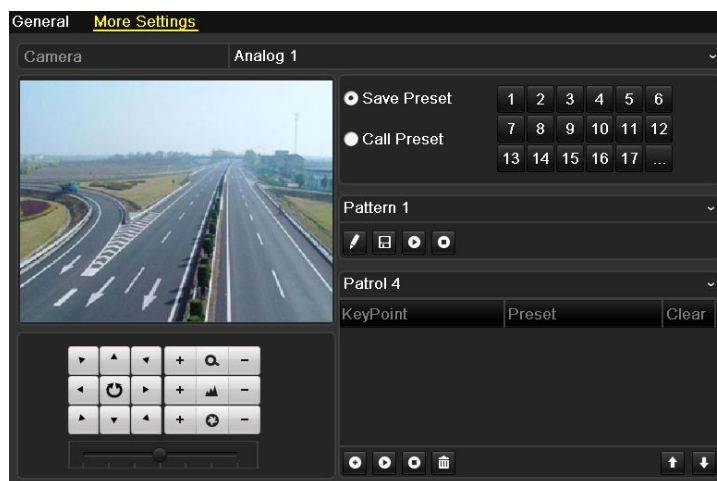 General More Settings
Camera Analog 1
Save Preset 1 2 3 4 5 6
Call Preset 7 8 9 10 11 12
13 14 15 16 17 ...
Pattern 1
Patrol 4
KeyPoint Preset Clear